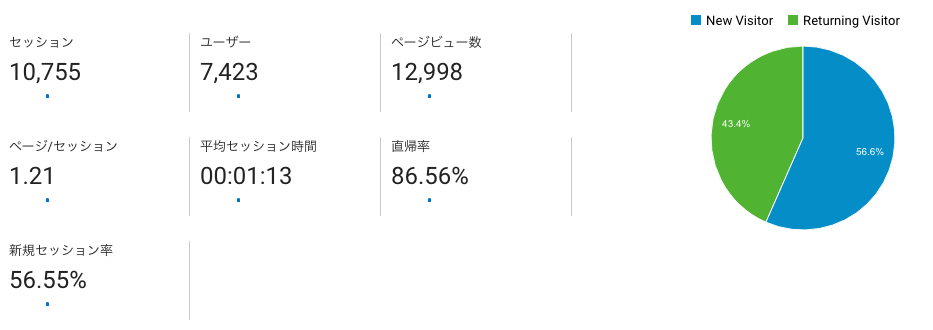 New Visitor
Returning Visitor
セッション
10,755
ユーザー
7,423
ページビュー数
12,998
ページ/セッション
1.21
平均セッション時間
00:01:13
直帰率
86.56%
新規セッション率
56.55%
43.4%
56.6%